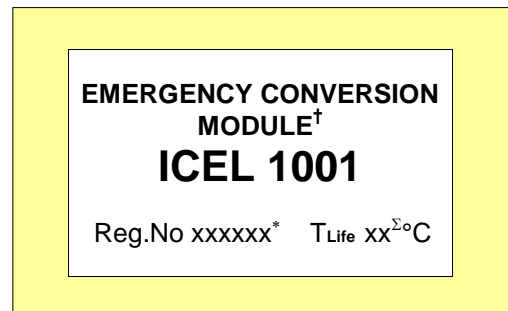 EMERGENCY CONVERSION
MODULE†
ICEL 1001
Reg.No xxxxxx* TLife xxΣ°C